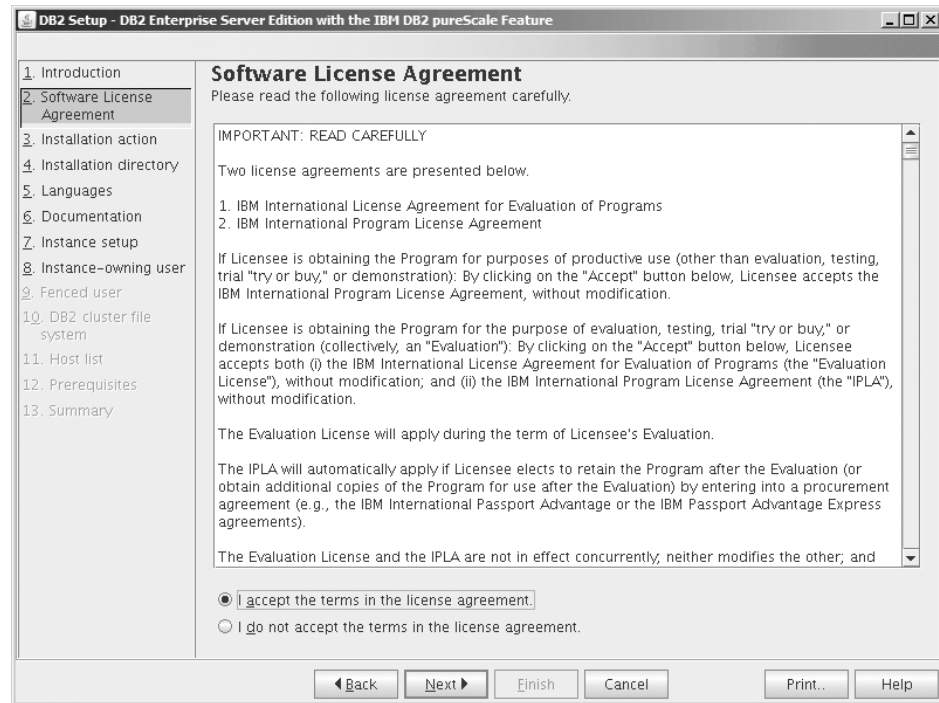 DB2 Setup - DB2 Enterprise Server Edition with the IBM DB2 pureScale Feature
1. Introduction
2. Software License
Agreement
3. Installation action
4. Installation directory
5. Languages
6. Documentation
7. Instance setup
8. Instance-owning user
9. Fenced user
10. DB2 cluster file
system
11. Host list
12. Prerequisites
13. Summary
Software License Agreement
Please read the following license agreement carefully.
IMPORTANT: READ CAREFULLY
Two license agreements are presented below.
1. IBM International License Agreement for Evaluation of Programs
2. IBM International Program License Agreement
If Licensee is obtaining the Program for purposes of productive use (other than evaluation, testing,
trial "try or buy," or demonstration): By clicking on the "Accept" button below, Licensee accepts the
IBM International Program License Agreement, without modification.
If Licensee is obtaining the Program for the purpose of evaluation, testing, trial "try or buy," or
demonstration (collectively, an "Evaluation"): By clicking on the "Accept" button below, Licensee
accepts both (i) the IBM International License Agreement for Evaluation of Programs (the "Evaluation
License"), without modification; and (ii) the IBM International Program License Agreement (the "IPLA"),
without modification.
The Evaluation License will apply during the term of Licensee's Evaluation.
The IPLA will automatically apply if Licensee elects to retain the Program after the Evaluation (or
obtain additional copies of the Program for use after the Evaluation) by entering into a procurement
agreement (e.g., the IBM International Passport Advantage or the IBM Passport Advantage Express
agreements).
The Evaluation License and the IPLA are not in effect concurrently; neither modifies the other; and
I accept the terms in the license agreement.
I do not accept the terms in the license agreement.
Back Next Finish Cancel Print.. Help